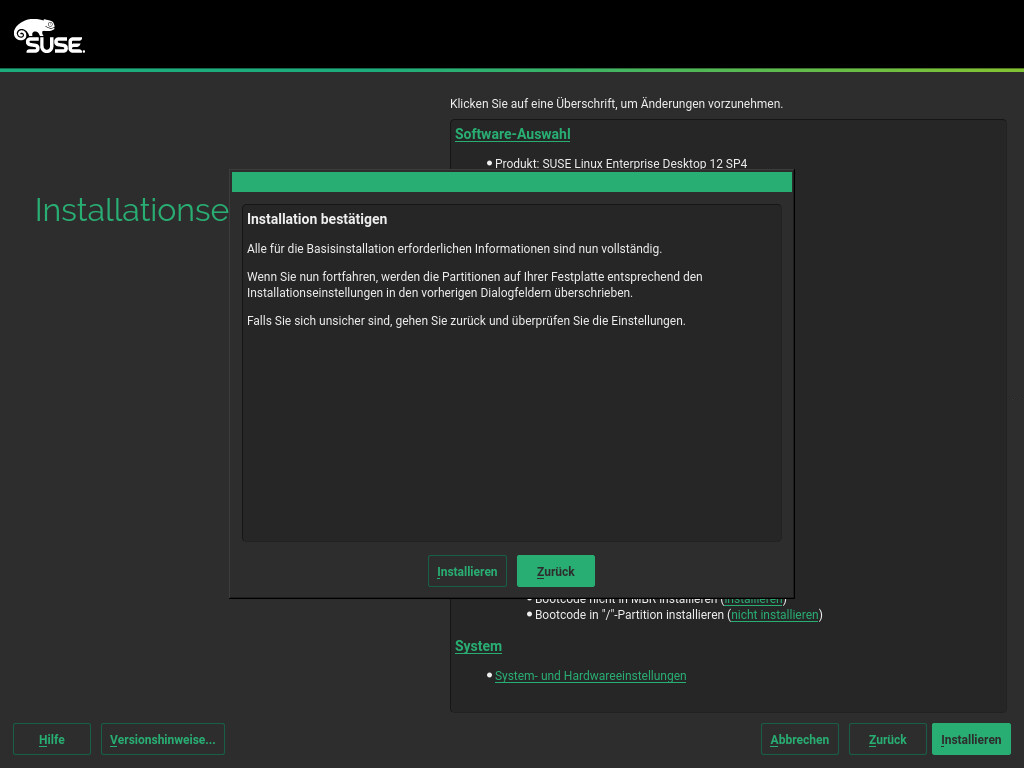 SUSE
Klicken Sie auf eine Überschrift, um Änderungen vorzunehmen.
Software-Auswahl
Produkt: SUSE Linux Enterprise Desktop 12 SP4
Installationse
Installation bestätigen
Alle für die Basisinstallation erforderlichen Informationen sind nun vollständig.
Wenn Sie nun fortfahren, werden die Partitionen auf Ihrer Festplatte entsprechend den
Installationseinstellungen in den vorherigen Dialogfeldern überschrieben.
Falls Sie sich unsicher sind, gehen Sie zurück und überprüfen Sie die Einstellungen.
Installieren Zurück
Bootcode nicht in MBR installieren (installieren)
Bootcode in "/"-Partition installieren (nicht installieren)
System
System- und Hardwareeinstellungen
Hilfe Versionshinweise... Abbrechen Zurück Installieren